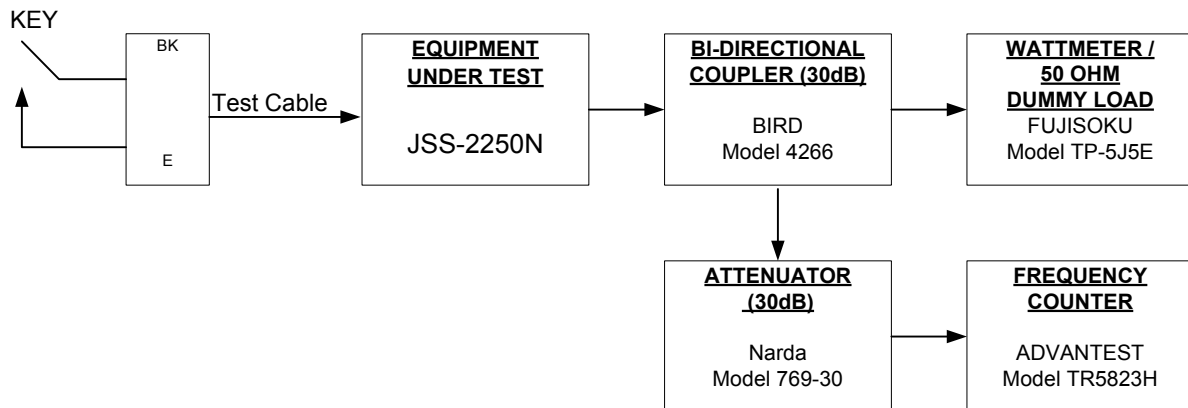 KEY
BK
E
Test Cable
EQUIPMENT
UNDER TEST
JSS-2250N
BI-DIRECTIONAL
COUPLER (30dB)
BIRD
Model 4266
WATTMETER /
50 OHM
DUMMY LOAD
FUJISOKU
Model TP-5J5E
ATTENUATOR
(30dB)
Narda
Model 769-30
FREQUENCY
COUNTER
ADVANTEST
Model TR5823H